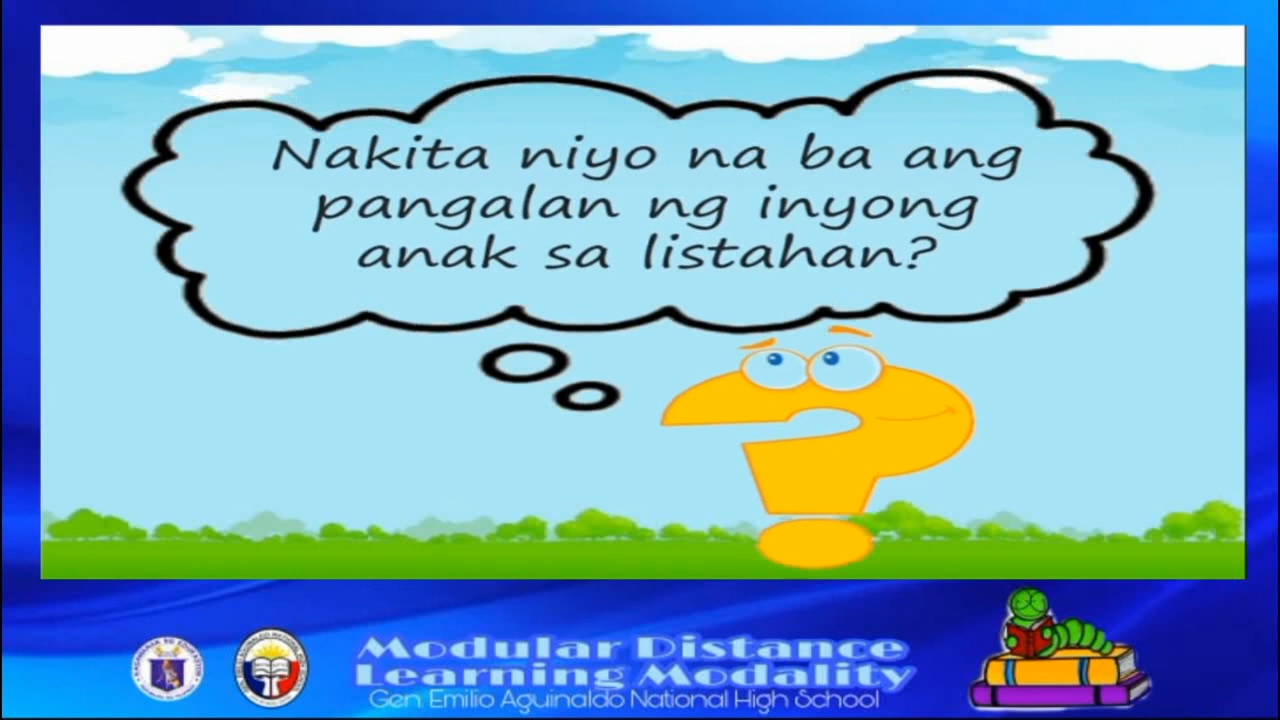 Nakita niyo na ba ang
pangalan ng inyong
anak sa listahan?
Modular Distance
Learning Modality
Gen. Emilio Aguinaldo National High School